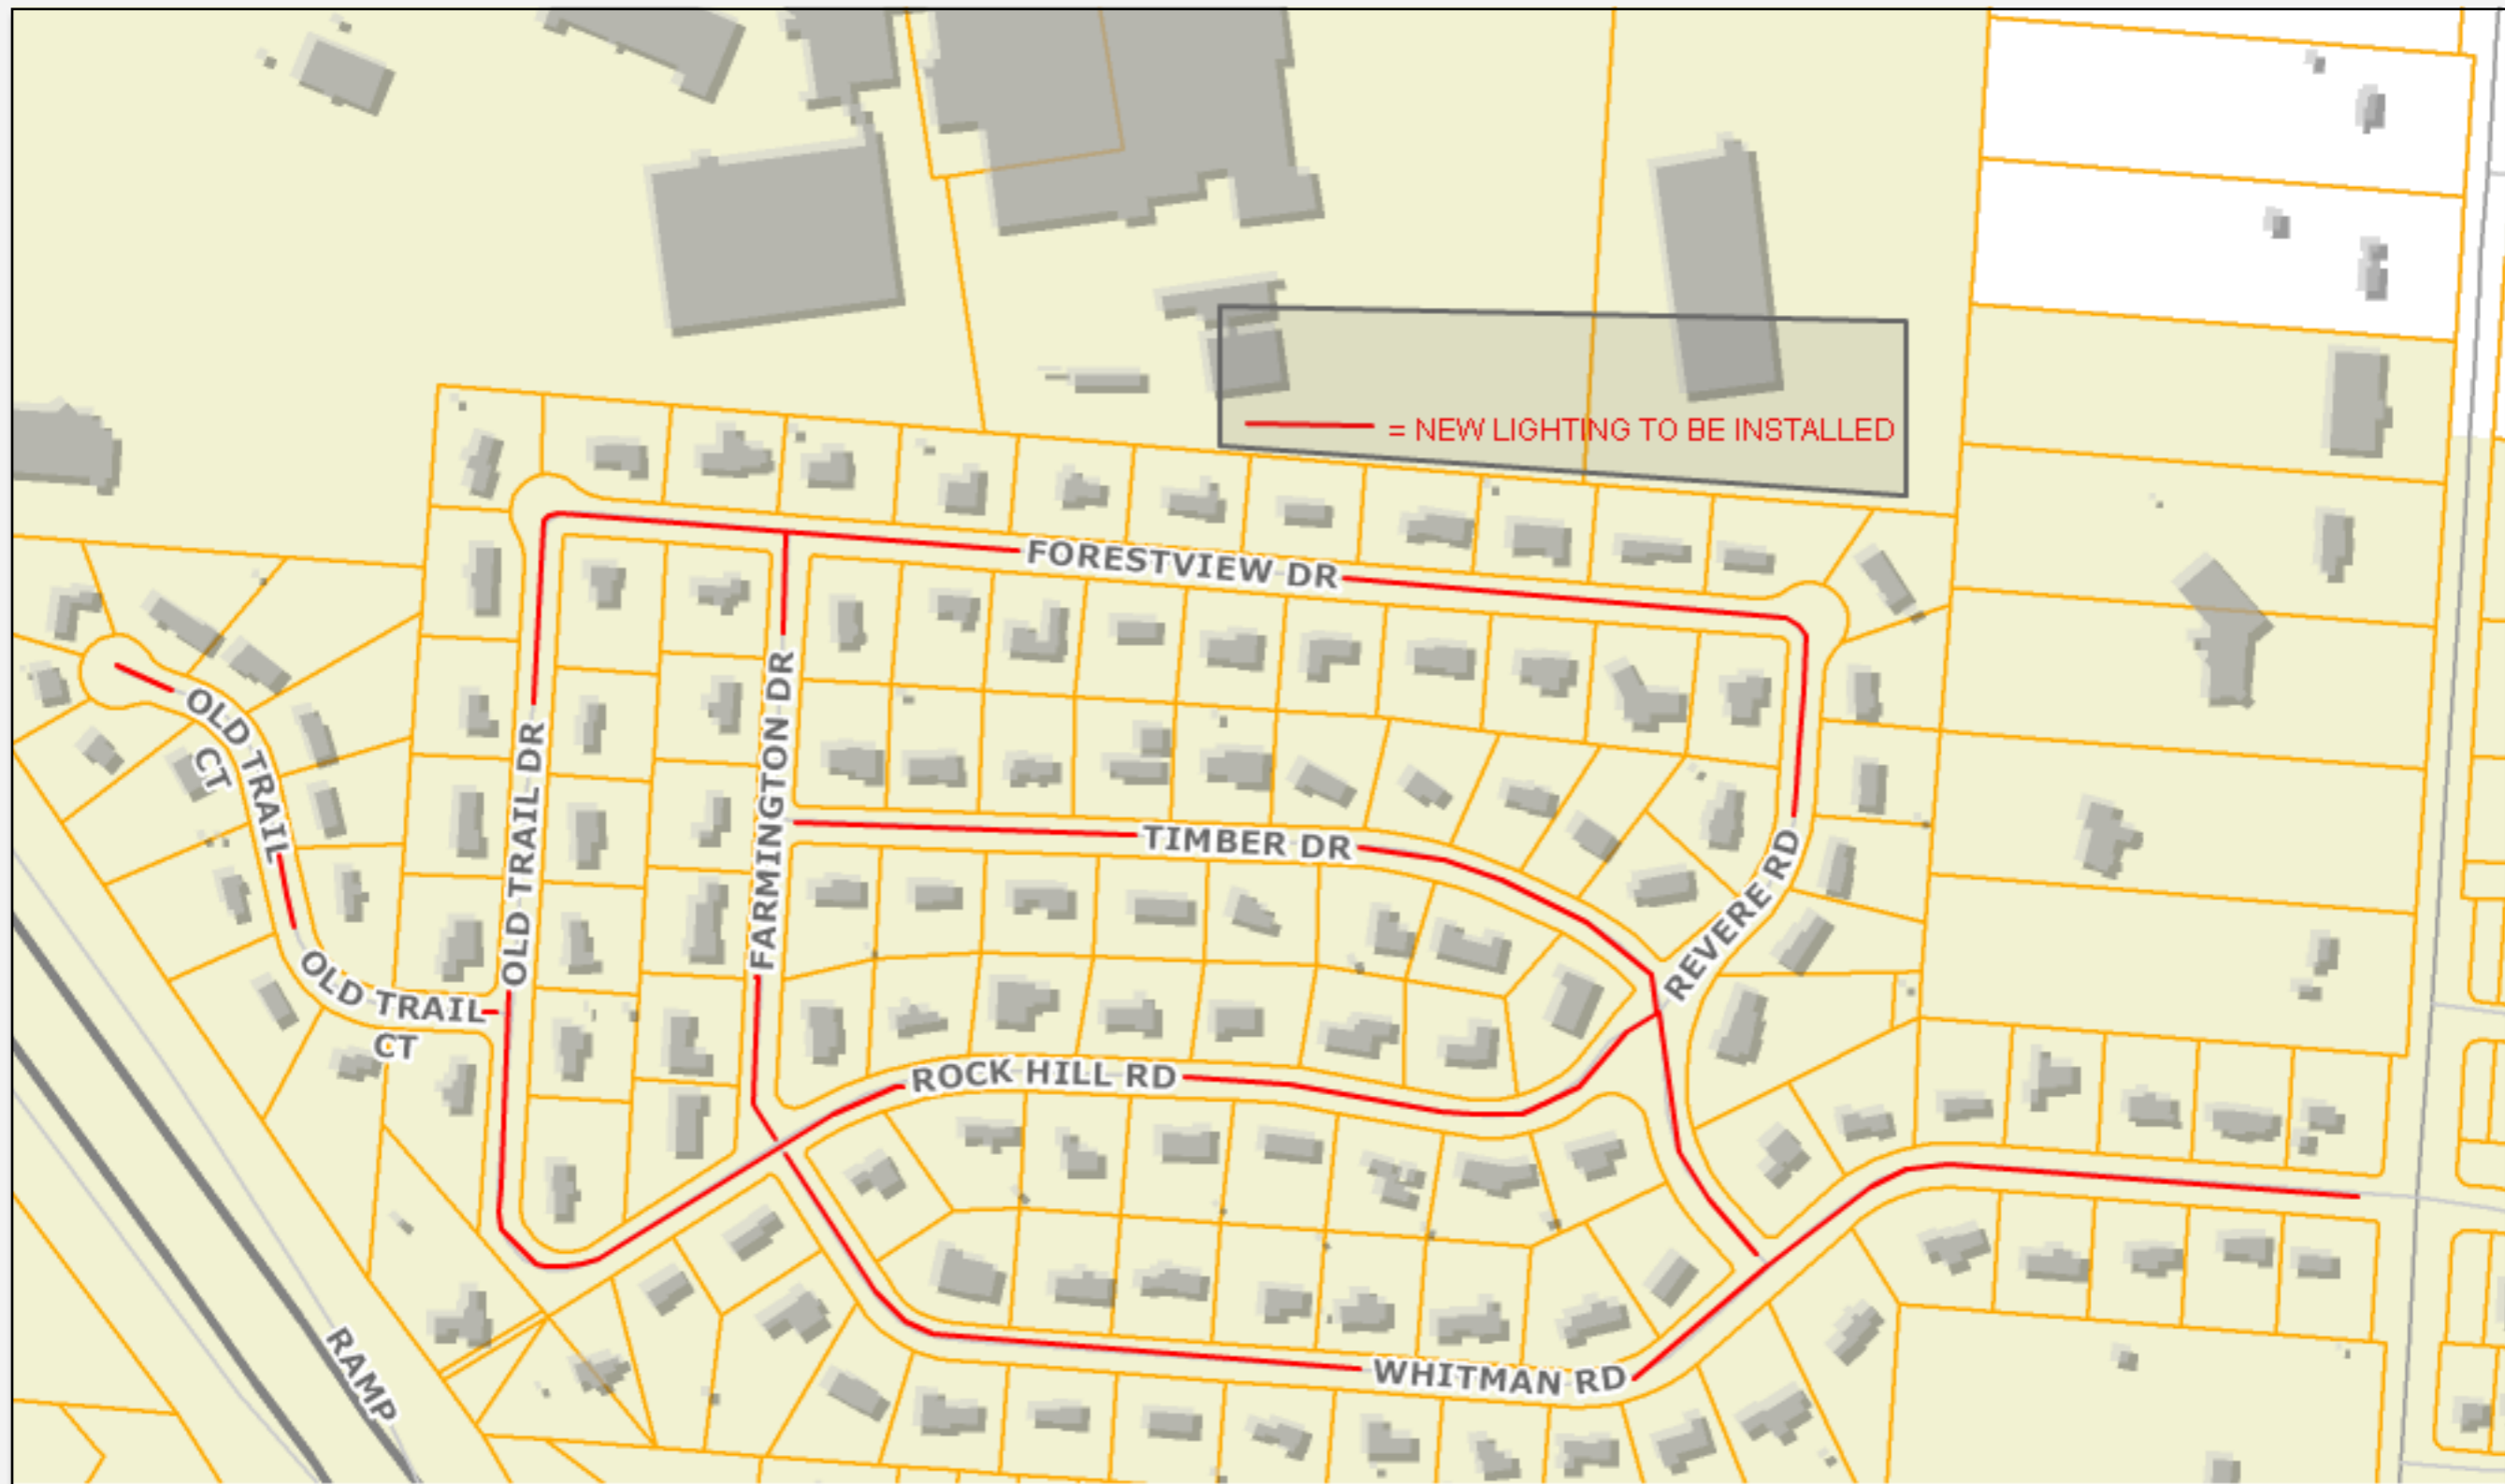 = NEW LIGHTING TO BE INSTALLED
FORESTVIEW DR
OLD TRAIL
CT
OLD TRAIL DR
FARMINGTON DR
TIMBER DR
REVERE RD
OLD TRAIL
CT
ROCK HILL RD
WHITMAN RD
RAMP